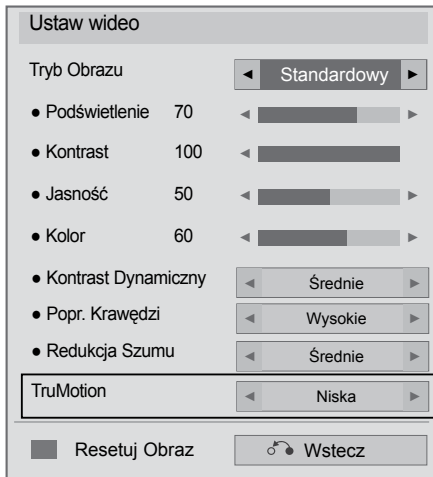 Ustaw wideo
Tryb Obrazu ◄ Standardowy ►
● Podświetlenie 70 ◄ ►
● Kontrast 100 ◄
● Jasność 50 ◄ ►
● Kolor 60 ◄ ►
● Kontrast Dynamiczny ◄ Średnie ►
● Popr. Krawędzi ◄ Wysokie ►
● Redukcja Szumu ◄ Średnie ►
TruMotion ◄ Niska ►
Resetuj Obraz Wstecz